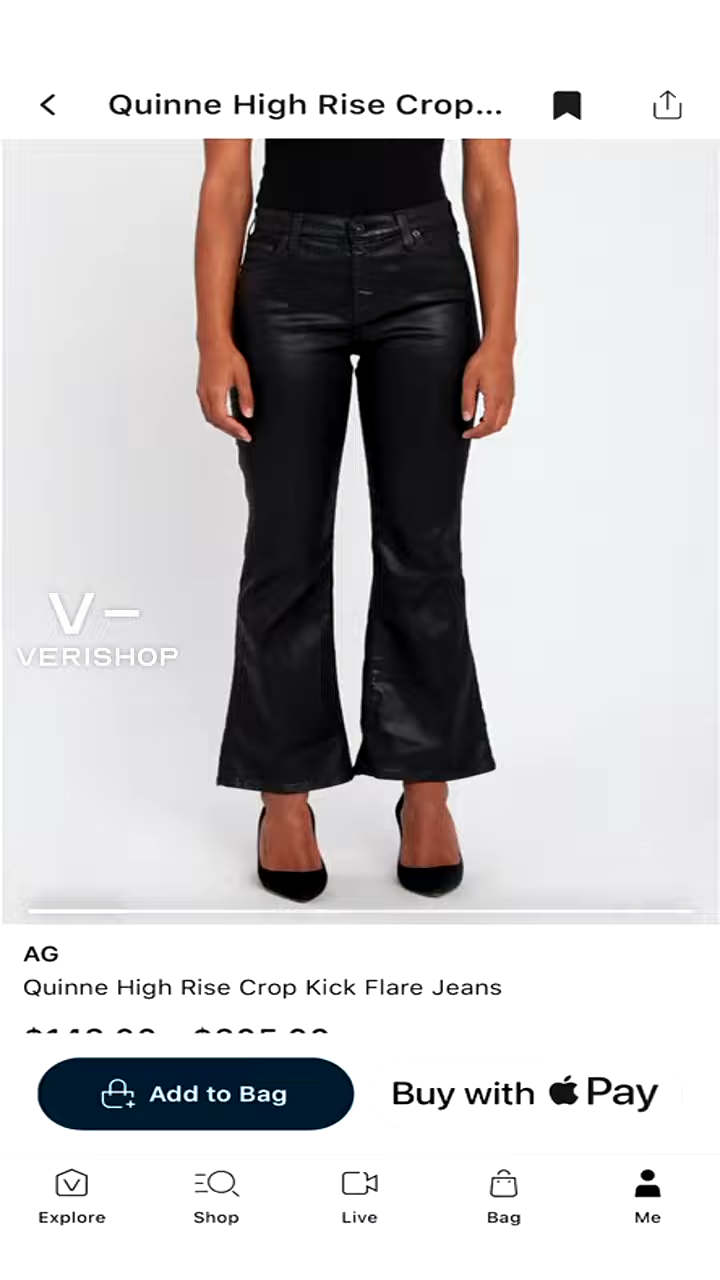 Quinne High Rise Crop...
V-
VERISHOP
AG
Quinne High Rise Crop Kick Flare Jeans
Add to Bag
Buy with Pay
Explore
Shop
Live
Bag
Me